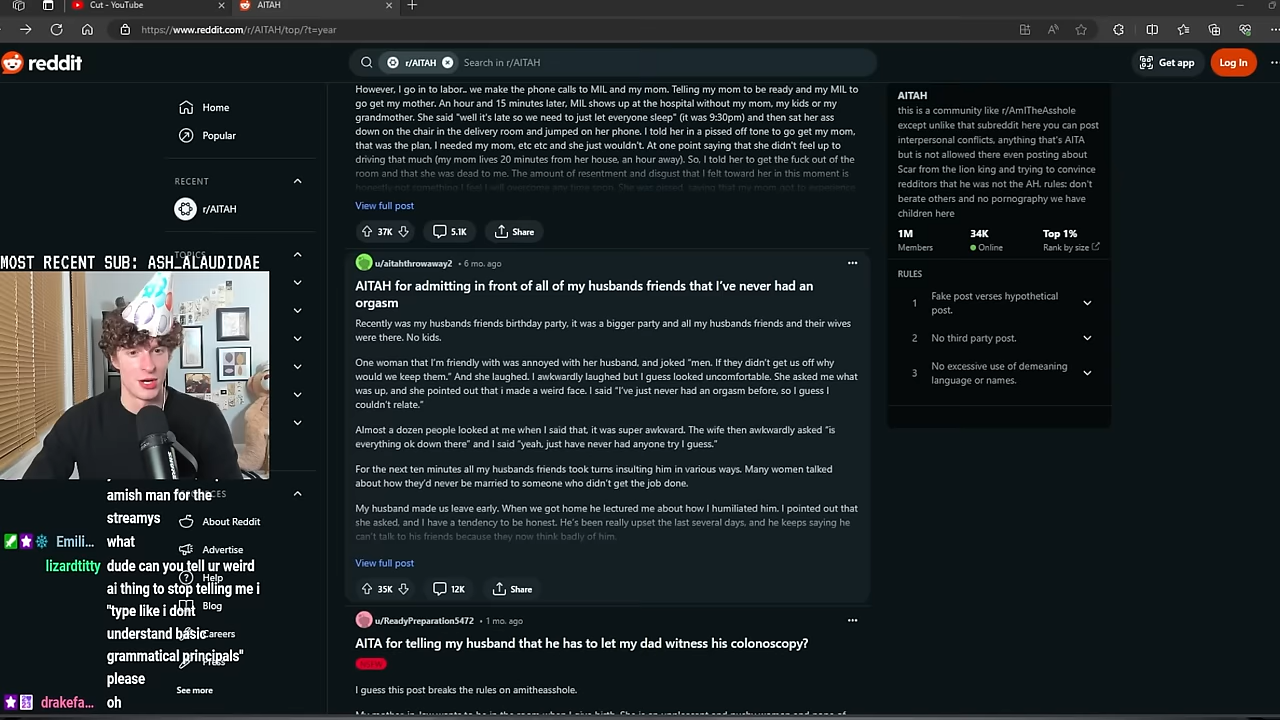 Cut - YouTube
AITAH
https://www.reddit.com/r/AITAH/top/?t=year
reddit
r/AITAH
Search in r/AITAH
Get app
Log In
Home
Popular
RECENT
r/AITAH
TOPICS
However, I go in to labor.. we make the phone calls to MIL and my mom. Telling my mom to be ready and my MIL to
go get my mother. An hour and 15 minutes later, MIL shows up at the hospital without my mom, my kids or my
grandmother. She said "well it's late so we need to just let everyone sleep" (it was 9:30pm) and then sat her ass
down on the chair in the delivery room and jumped on her phone. I told her in a pissed off tone to go get my mom,
that was the plan, I needed my mom, etc etc and she just wouldn't. At one point saying that she didn't feel up to
driving that much (my mom lives 20 minutes from her house, an hour away). So, I told her to get the fuck out of the
room and that she was dead to me. The amount of resentment and disgust that I felt toward her in this moment is
honestly not something I feel I will overcome any time soon. She was pissed, saying that my mom got to experience
View full post
37K
5.1K
Share
u/aitahthrowaway2 • 6 mo. ago
AITAH for admitting in front of all of my husbands friends that I've never had an
orgasm
Recently was my husbands friends birthday party, it was a bigger party and all my husbands friends and their wives
were there. No kids.
One woman that I'm friendly with was annoyed with her husband, and joked "men. If they didn't get us off why
would we keep them." And she laughed. I awkwardly laughed but I guess looked uncomfortable. She asked me what
was up, and she pointed out that i made a weird face. I said "I've just never had an orgasm before, so I guess I
couldn't relate."
Almost a dozen people looked at me when I said that, it was super awkward. The wife then awkwardly asked "is
everything ok down there" and I said "yeah, just have never had anyone try I guess."
For the next ten minutes all my husbands friends took turns insulting him in various ways. Many women talked
about how they'd never be married to someone who didn't get the job done.
My husband made us leave early. When we got home he lectured me about how I humiliated him. I pointed out that
she asked, and I have a tendency to be honest. He's been really upset the last several days, and he keeps saying he
can't talk to his friends because they now think badly of him.
View full post
35K
12K
Share
u/ReadyPreparation5472 • 1 mo. ago
AITA for telling my husband that he has to let my dad witness his colonoscopy?
NSFW
I guess this post breaks the rules on amitheasshole.
AITAH
this is a community like r/AmITheAsshole
except unlike that subreddit here you can post
interpersonal conflicts, anything that's AITA
but is not allowed there even posting about
Scar from the lion king and trying to convince
redditors that he was not the AH. rules: don't
berate others and no pornography we have
children here
1M
34K
Top 1%
Members
Online
Rank by size
RULES
1
Fake post verses hypothetical
post.
2
No third party post.
3
No excessive use of demeaning
language or names.
MOST RECENT SUB: ASH_ALAUDIDAE
amish man for the
streamys
Emili...
what
lizardtitty
dude can you tell ur weird
ai thing to stop telling me i
"type like i dont
understand basic
grammatical principals"
please
drakefa...
oh
RESOURCES
About Reddit
Advertise
Help
Blog
Careers
Press
See more